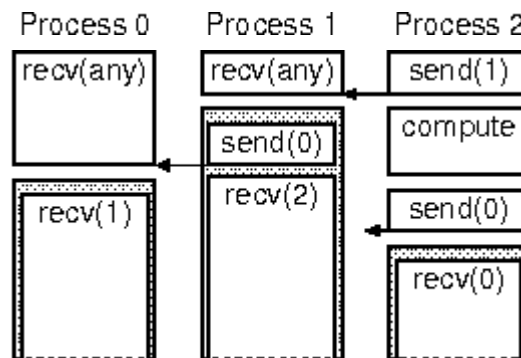 Process 0 Process 1 Process 2
recv(any) recv(any) send(1)
compute
send(0)
recv(2)
recv(1) send(0)
recv(0)